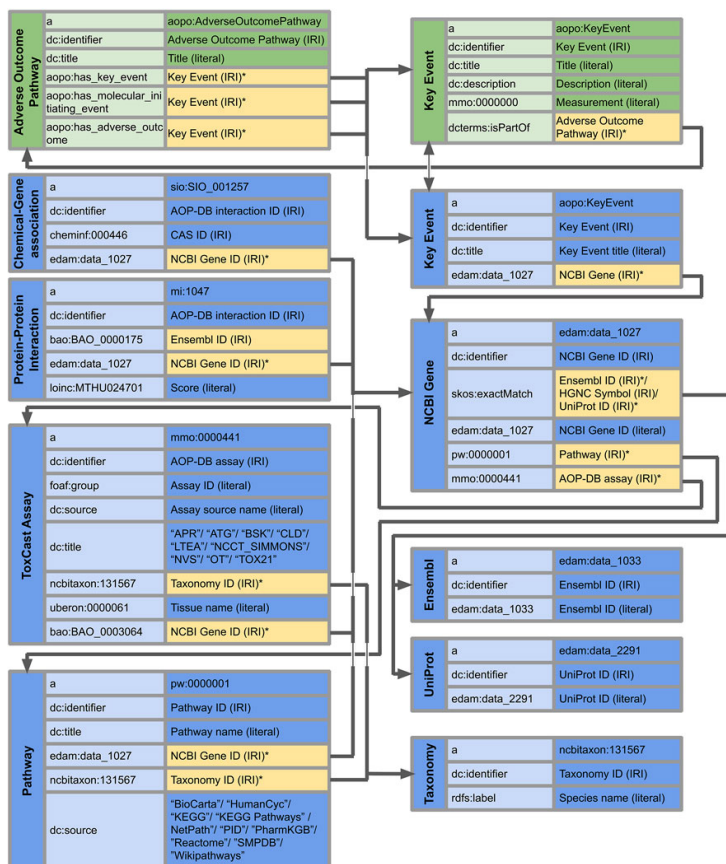 Adverse Outcome
Pathway
a aopo:AdverseOutcomePathway
dc:identifier Adverse Outcome Pathway (IRI)
dc:title Title (literal)
aopo:has_key_event Key Event (IRI)*
aopo:has_molecular_ini
tiating_event Key Event (IRI)*
aopo:has_adverse_outc
ome Key Event (IRI)*
Key Event
a aopo:KeyEvent
dc:identifier Key Event (IRI)
dc:title Title (literal)
dc:description Description (literal)
mmo:0000000 Measurement (literal)
dcterms:isPartOf Adverse Outcome
Pathway (IRI)*
Chemical-Gene
association
a sio:SIO_001257
dc:identifier AOP-DB interaction ID (IRI)
cheminf:000446 CAS ID (IRI)
edam:data_1027 NCBI Gene ID (IRI)*
Key Event
a aopo:KeyEvent
dc:identifier Key Event (IRI)
dc:title Key Event title (literal)
edam:data_1027 NCBI Gene (IRI)*
Protein-Protein
Interaction
a mi:1047
dc:identifier AOP-DB interaction ID (IRI)
bao:BAO_0000175 Ensembl ID (IRI)
edam:data_1027 NCBI Gene ID (IRI)*
loinc:MTHU024701 Score (literal)
NCBI Gene
a edam:data_1027
dc:identifier NCBI Gene ID (IRI)
skos:exactMatch Ensembl ID (IRI)*/
HGNC Symbol (IRI)/
UniProt ID (IRI)*
edam:data_1027 NCBI Gene ID (literal)
pw:0000001 Pathway (IRI)*
mmo:0000441 AOP-DB assay (IRI)*
ToxCast Assay
a mmo:0000441
dc:identifier AOP-DB assay (IRI)
foaf:group Assay ID (literal)
dc:source Assay source name (literal)
dc:title "APR"/ "ATG"/ "BSK"/ "CLD"/
"LTEA"/ "NCCT_SIMMONS"/
"NVS"/ "OT"/ "TOX21"
ncbitaxon:131567 Taxonomy ID (IRI)*
uberon:0000061 Tissue name (literal)
bao:BAO_0003064 NCBI Gene ID (IRI)*
Ensembl
a edam:data_1033
dc:identifier Ensembl ID (IRI)
edam:data_1033 Ensembl ID (literal)
UniProt
a edam:data_2291
dc:identifier UniProt ID (IRI)
edam:data_2291 UniProt ID (literal)
Pathway
a pw:0000001
dc:identifier Pathway ID (IRI)
dc:title Pathway name (literal)
edam:data_1027 NCBI Gene ID (IRI)*
ncbitaxon:131567 Taxonomy ID (IRI)*
dc:source "BioCarta"/ "HumanCyc"/
"KEGG"/ "KEGG Pathways" /
NetPath"/ "PID"/ "PharmKGB"/
"Reactome"/ "SMPDB"/
"Wikipathways"
Taxonomy
a ncbitaxon:131567
dc:identifier Taxonomy ID (IRI)
rdfs:label Species name (literal)